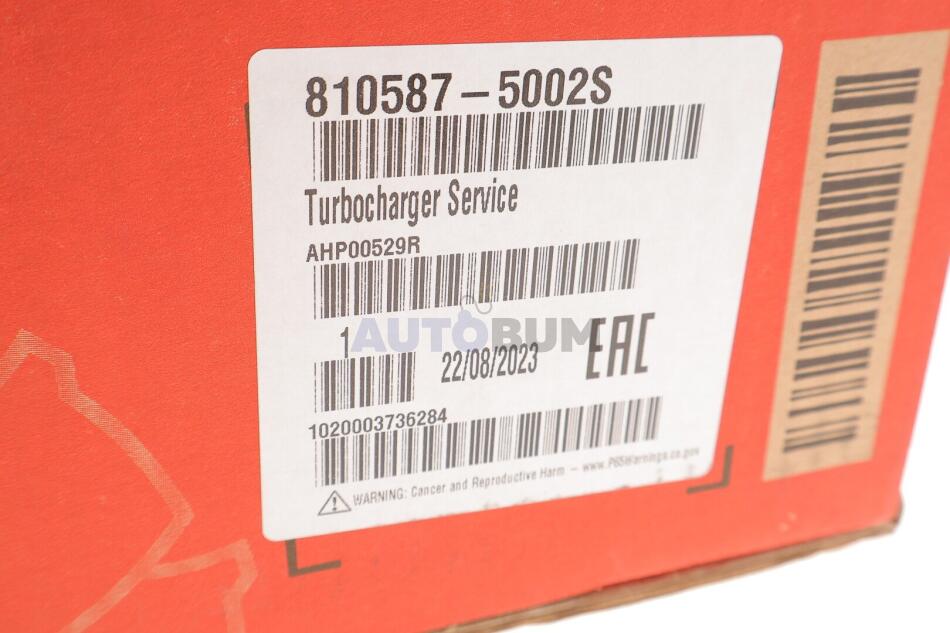 810587-5002S
Turbocharger Service
AHP00529R
1
AUTOBUM
22/08/2023
EAC
1020003736284
WARNING: Cancer and Reproductive Harm - www.P65Warnings.ca.gov